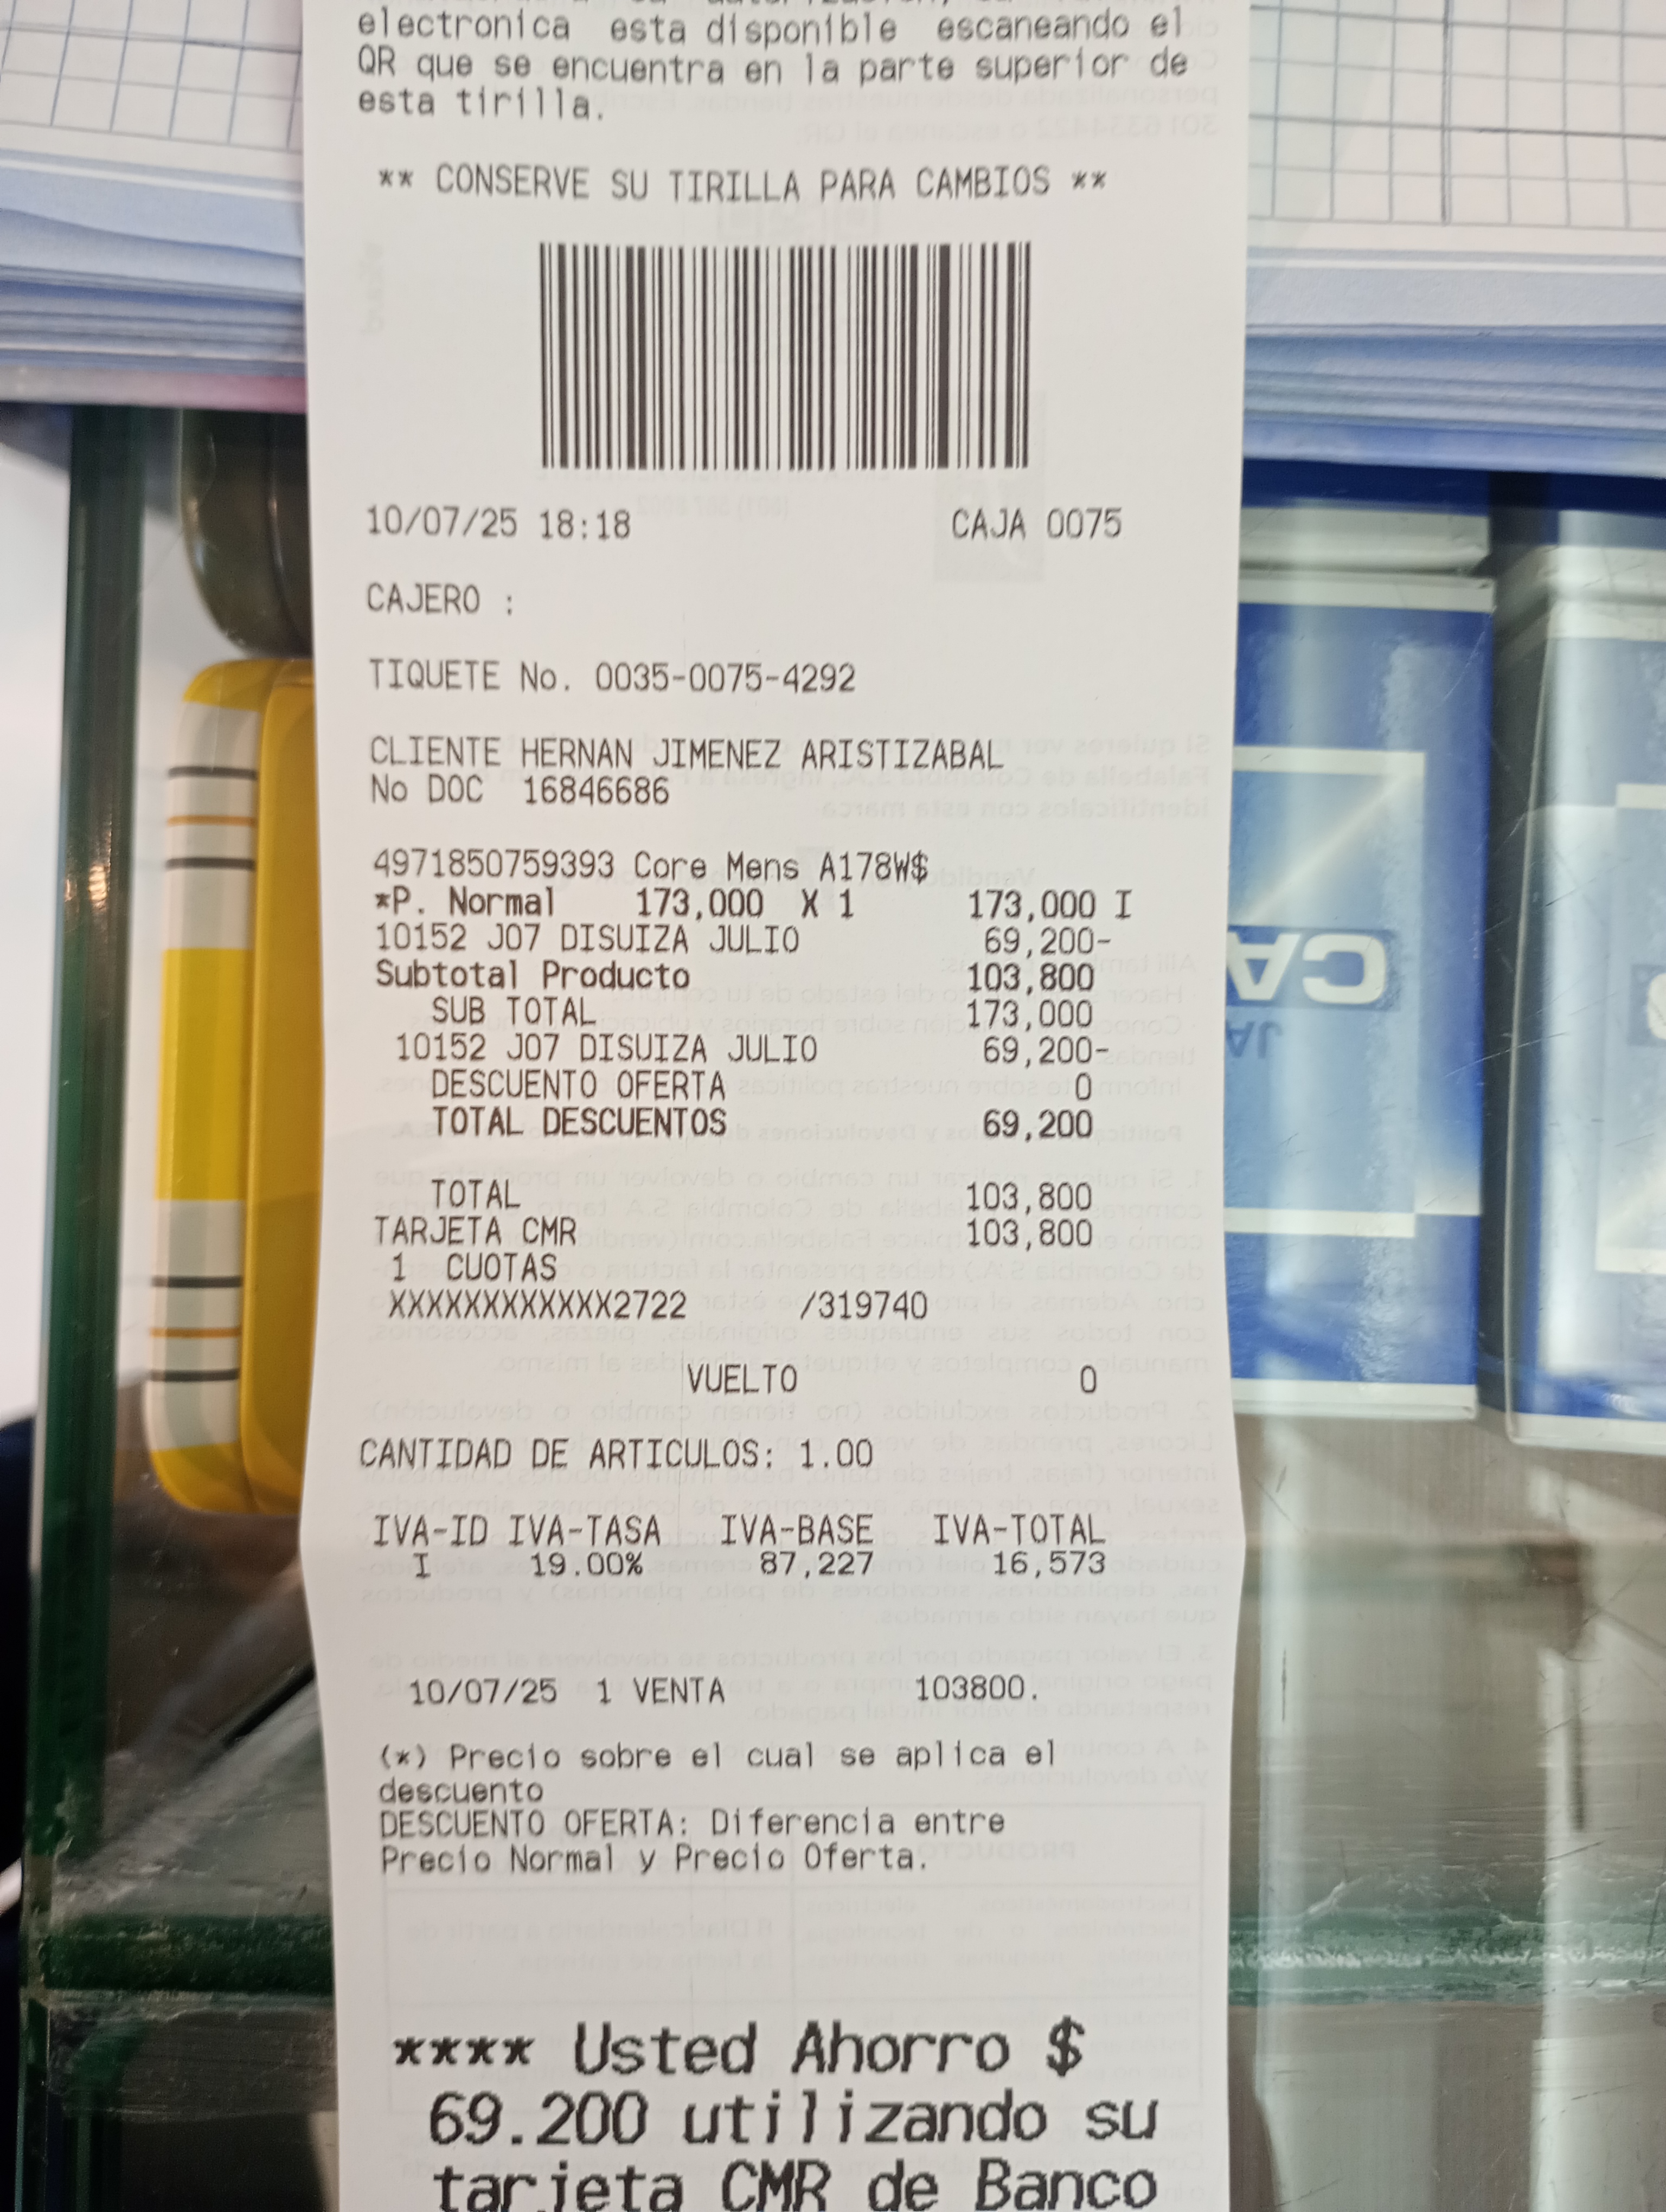 electronica esta disponible escaneando el
QR que se encuentra en la parte superior de
esta tirilla.
** CONSERVE SU TIRILLA PARA CAMBIOS **
10/07/25 18:18 CAJA 0075
CAJERO :
TIQUETE No. 0035-0075-4292
CLIENTE HERNAN JIMENEZ ARISTIZABAL
No DOC 16846686
4971850759393 Core Mens A178W$
*P. Normal 173,000 X 1 173,000 I
10152 J07 DISUIZA JULIO 69,200-
Subtotal Producto 103,800
SUB TOTAL 173,000
10152 J07 DISUIZA JULIO 69,200-
DESCUENTO OFERTA 0
TOTAL DESCUENTOS 69,200
TOTAL 103,800
TARJETA CMR 103,800
1 CUOTAS
XXXXXXXXXXXX2722 /319740
VUELTO 0
CANTIDAD DE ARTICULOS: 1.00
IVA-ID IVA-TASA IVA-BASE IVA-TOTAL
I 19.00% 87,227 16,573
10/07/25 1 VENTA 103800.
(*) Precio sobre el cual se aplica el
descuento
DESCUENTO OFERTA: Diferencia entre
Precio Normal y Precio Oferta.
**** Usted Ahorro $
69.200 utilizando su
tarjeta CMR de Banco
CA